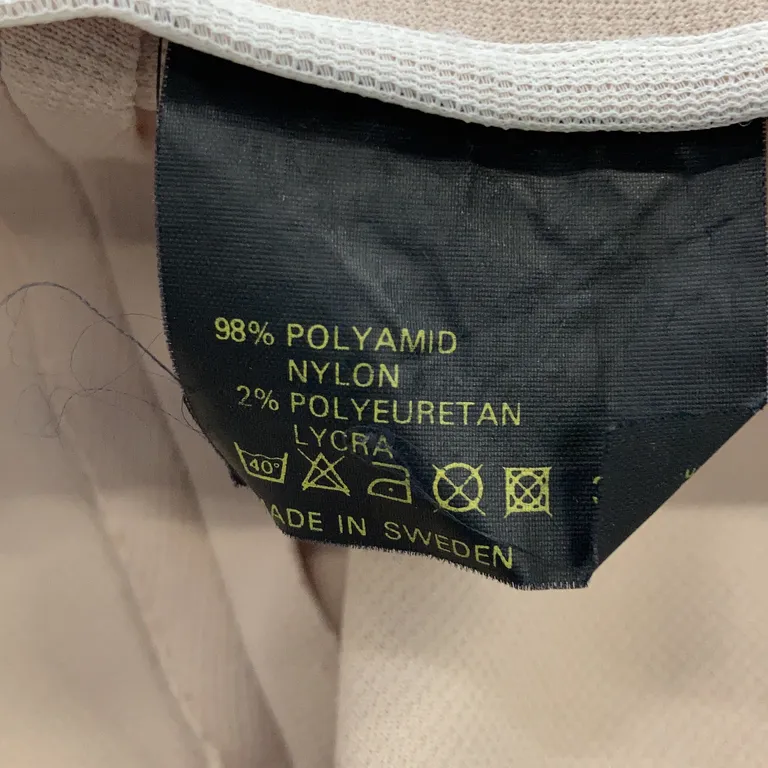 98% POLYAMID
NYLON
2% POLYEURETAN
LYCRA
40°
ADE IN SWEDEN